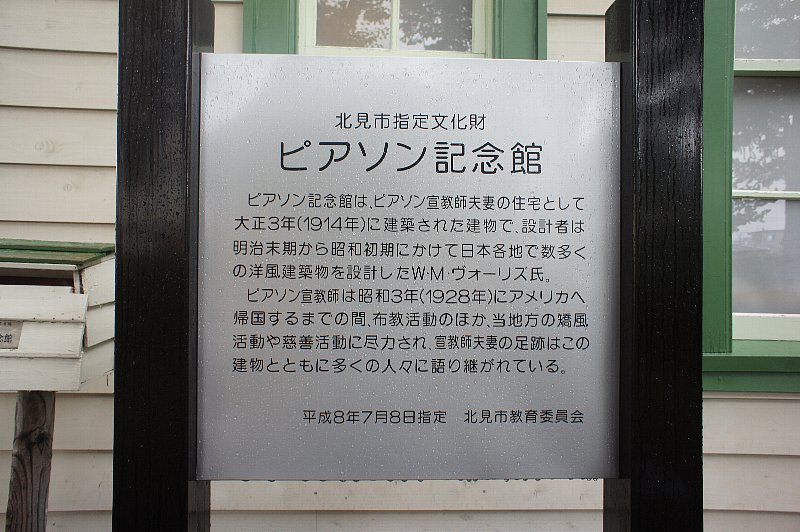 北見市指定文化財
ピアソン記念館
ピアソン記念館は、ピアソン宣教師夫妻の住宅として
大正3年(1914年)に建築された建物で、設計者は
明治末期から昭和初期にかけて日本各地で数多く
の洋風建築物を設計したW・M・ヴォーリズ氏。
ピアソン宣教師は昭和3年(1928年)にアメリカへ
帰国するまでの間、布教活動のほか、当地方の矯風
活動や慈善活動に尽力され、宣教師夫妻の足跡はこの
建物とともに多くの人々に語り継がれている。
平成8年7月8日指定　北見市教育委員会
念館